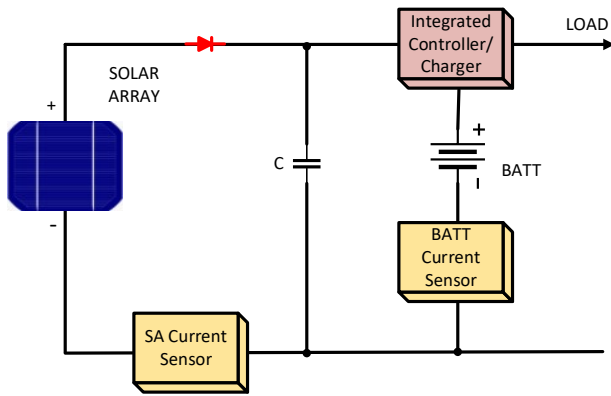 Integrated
Controller/
Charger
LOAD
SOLAR
ARRAY
+
-
C
+
-
BATT
BATT
Current
Sensor
SA Current
Sensor